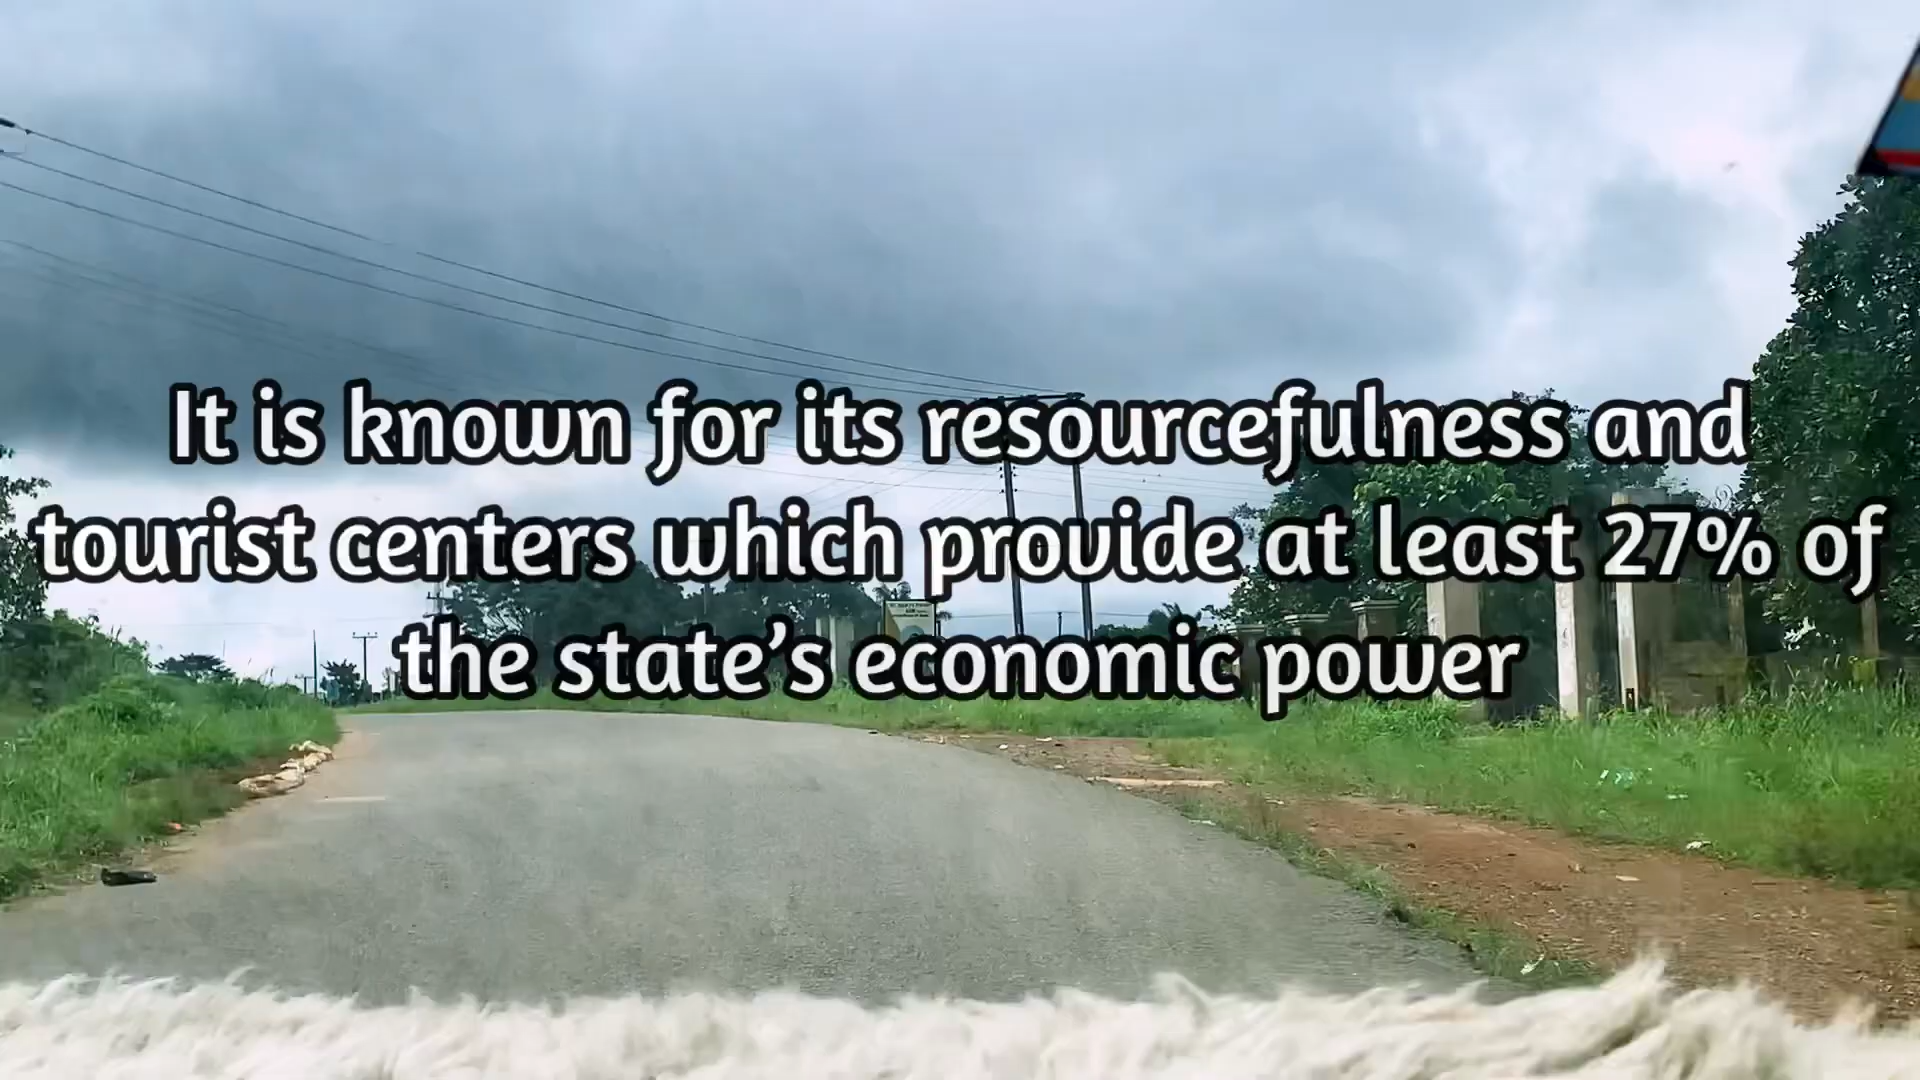 It is known for its resourcefulness and
tourist centers which provide at least 27% of
the state’s economic power